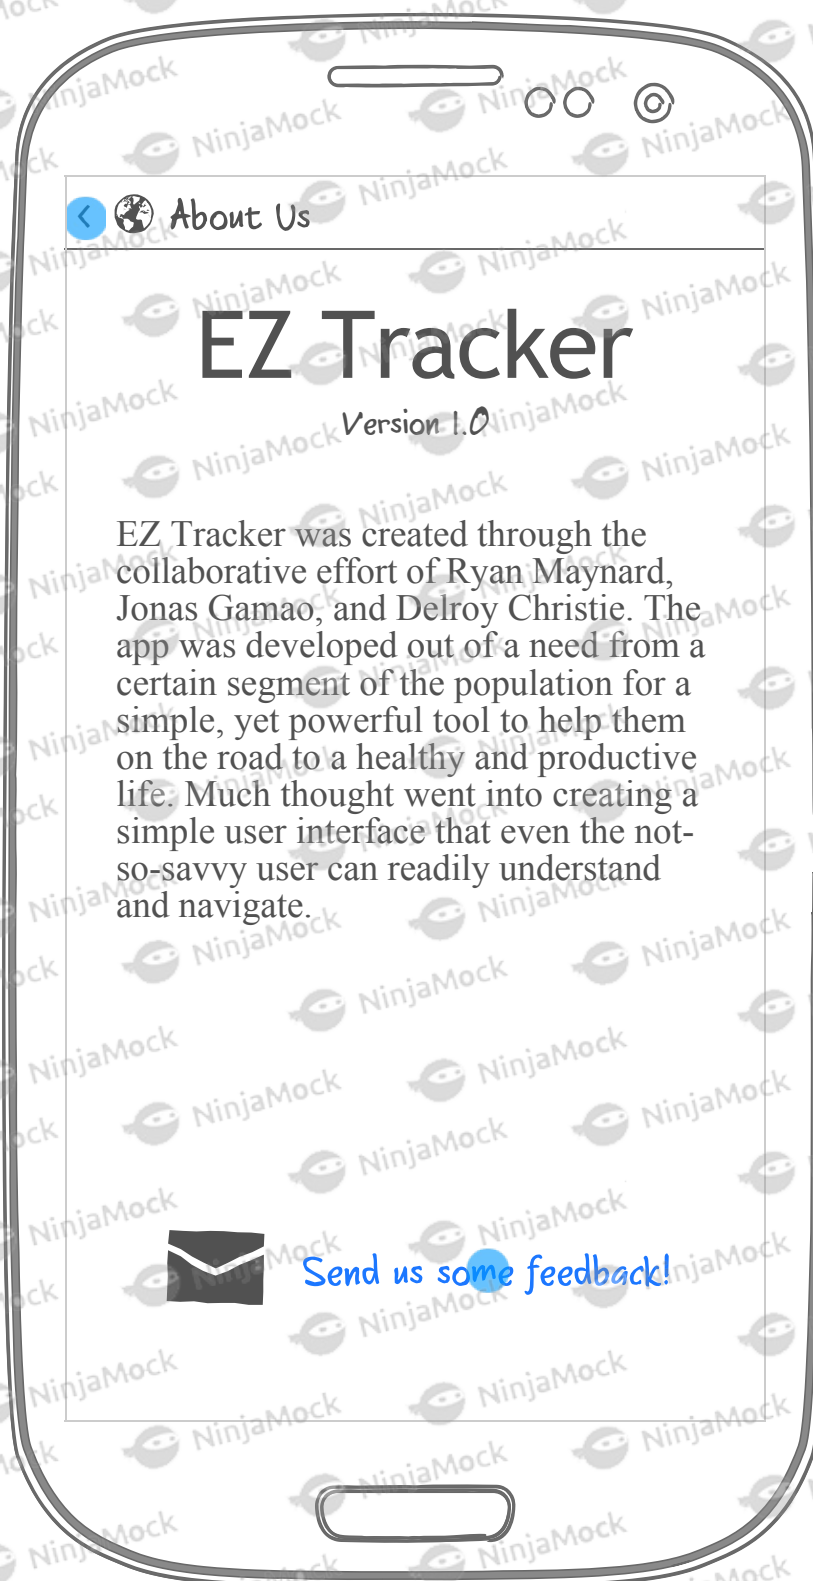 About Us
EZ Tracker
Version 1.0
EZ Tracker was created through the
collaborative effort of Ryan Maynard,
Jonas Gamao, and Delroy Christie. The
app was developed out of a need from a
certain segment of the population for a
simple, yet powerful tool to help them
on the road to a healthy and productive
life. Much thought went into creating a
simple user interface that even the not-
so-savvy user can readily understand
and navigate.
Send us some feedback!
NinjaMock